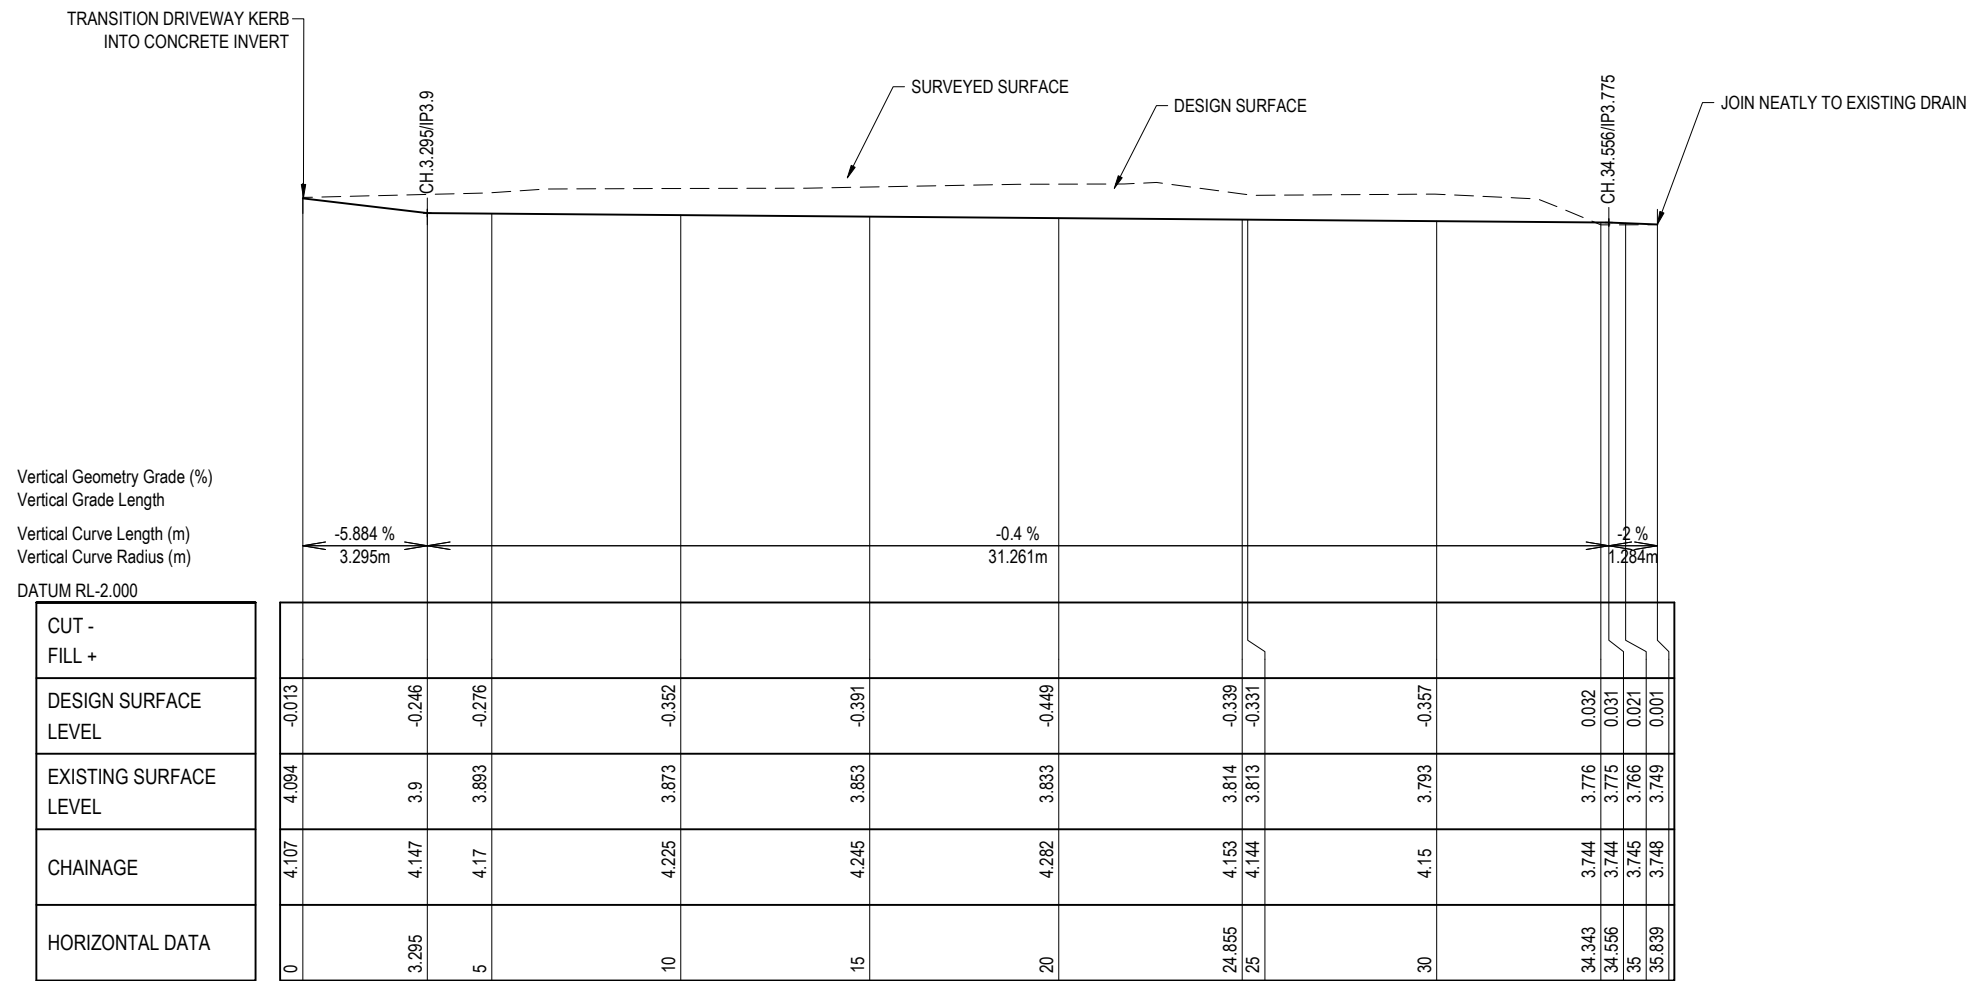 TRANSITION DRIVEWAY KERB
INTO CONCRETE INVERT
CH.3.295/IP3.9
SURVEYED SURFACE
DESIGN SURFACE
CH.34.556/IP3.775
JOIN NEATLY TO EXISTING DRAIN
Vertical Geometry Grade (%)
Vertical Grade Length
Vertical Curve Length (m)
Vertical Curve Radius (m)
-5.884 %
3.295m
-0.4 %
31.261m
-2 %
1.284m
DATUM RL-2.000
CUT -
FILL +
DESIGN SURFACE
LEVEL
-0.013 -0.246 -0.276 -0.352 -0.391 -0.449 -0.339 -0.331 -0.357 0.032 0.031 0.021 0.001
EXISTING SURFACE
LEVEL
4.094 3.9 3.893 3.873 3.853 3.833 3.814 3.813 3.793 3.776 3.775 3.766 3.749
CHAINAGE
4.107 4.147 4.17 4.225 4.245 4.282 4.153 4.144 4.15 3.744 3.744 3.745 3.748
HORIZONTAL DATA
0 3.295 5 10 15 20 24.855 25 30 34.343 34.556 35 35.839